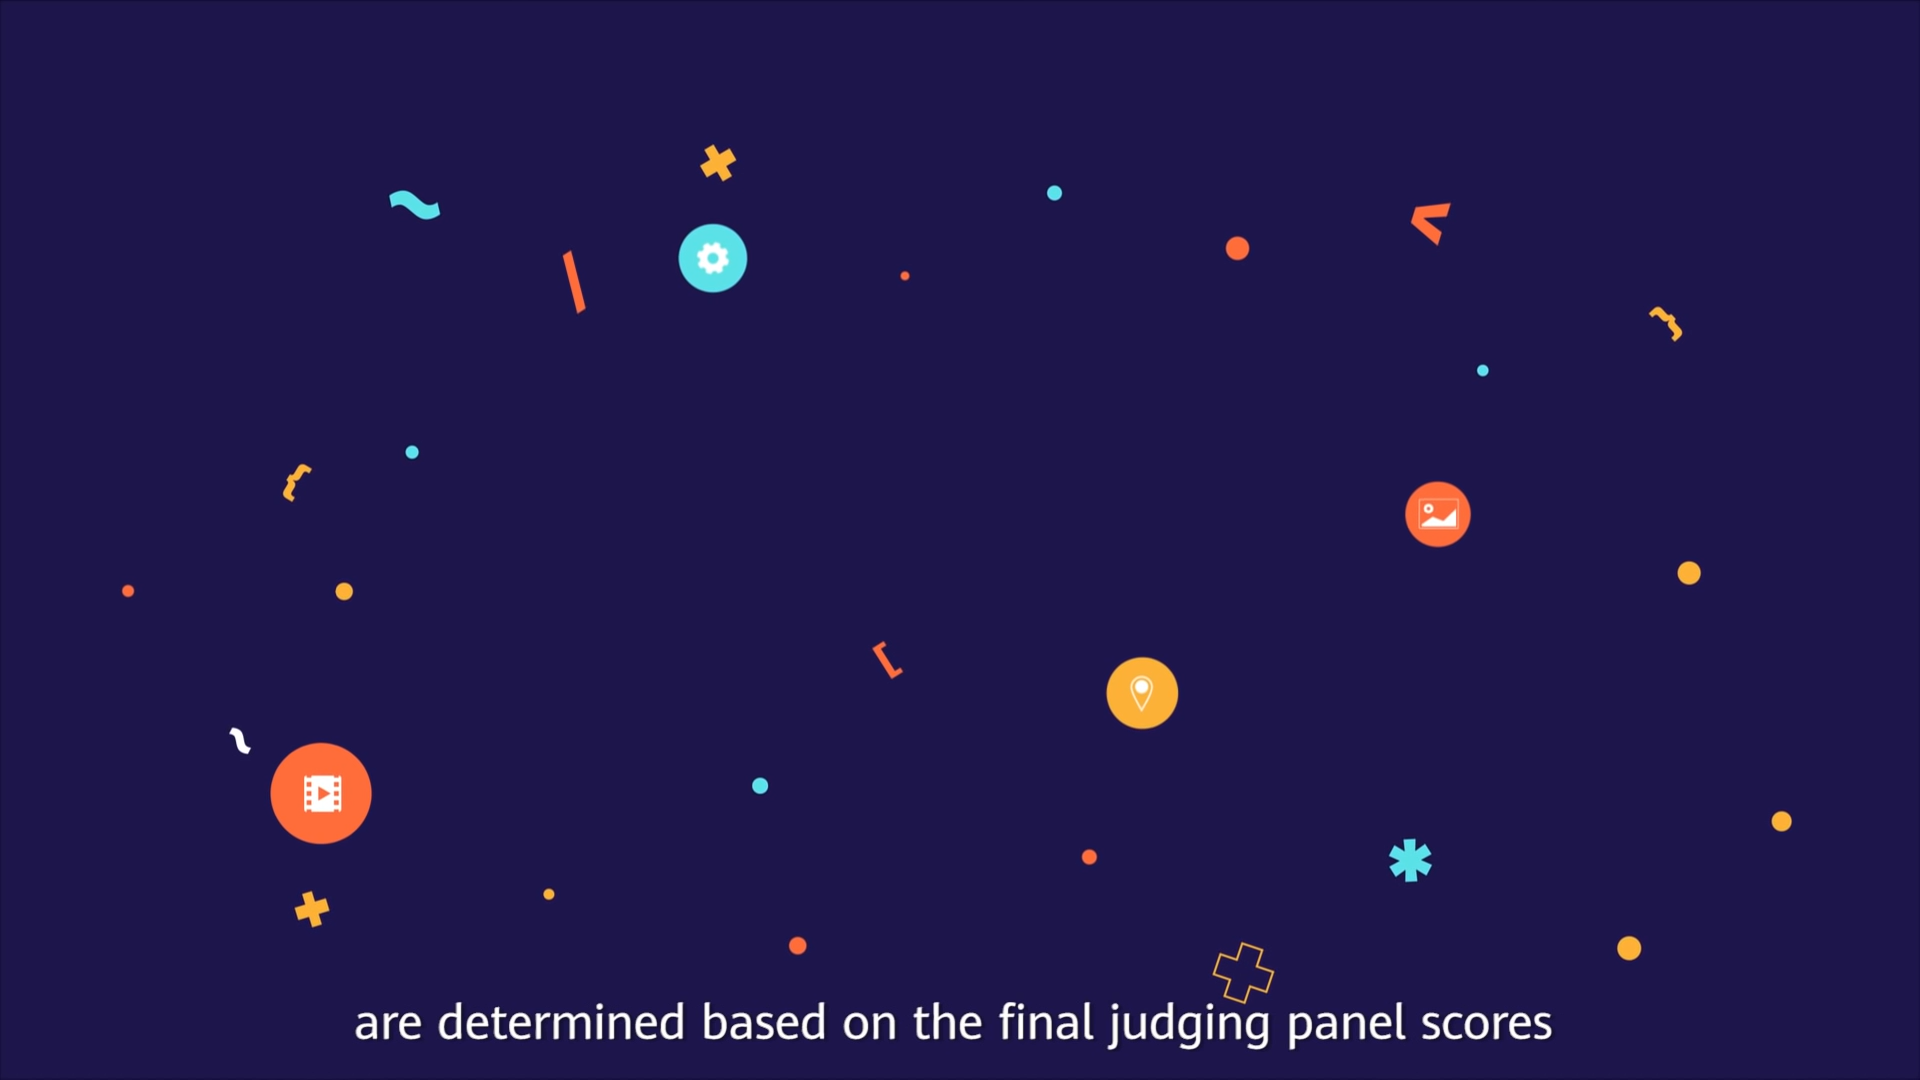 are determined based on the final judging panel scores